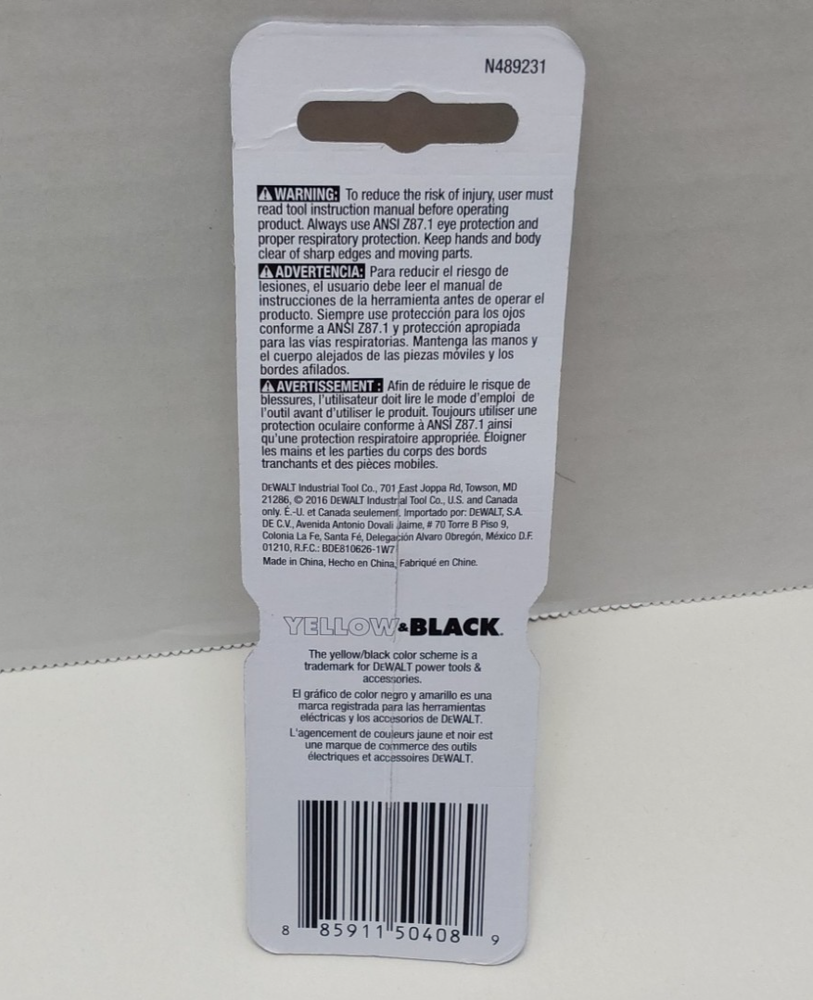 N489231
⚠ WARNING: To reduce the risk of injury, user must
read tool instruction manual before operating
product. Always use ANSI Z87.1 eye protection and
proper respiratory protection. Keep hands and body
clear of sharp edges and moving parts.
⚠ ADVERTENCIA: Para reducir el riesgo de
lesiones, el usuario debe leer el manual de
instrucciones de la herramienta antes de operar el
producto. Siempre use protección para los ojos
conforme a ANSI Z87.1 y protección apropiada
para las vías respiratorias. Mantenga las manos y
el cuerpo alejados de las piezas móviles y los
bordes afilados.
⚠ AVERTISSEMENT : Afin de réduire le risque de
blessures, l'utilisateur doit lire le mode d'emploi de
l'outil avant d'utiliser le produit. Toujours utiliser une
protection oculaire conforme à ANSI Z87.1 ainsi
qu'une protection respiratoire appropriée. Éloigner
les mains et les parties du corps des bords
tranchants et des pièces mobiles.
DEWALT Industrial Tool Co., 701 East Joppa Rd, Towson, MD
21286, © 2016 DEWALT Industrial Tool Co., U.S. and Canada
only. É.-U. et Canada seulement. Importado por: DEWALT, S.A.
DE C.V., Avenida Antonio Dovali Jaime, # 70 Torre B Piso 9,
Colonia La Fe, Santa Fé, Delegación Alvaro Obregón, México D.F.
01210, R.F.C.: BDE810626-1W7
Made in China, Hecho en China, Fabriqué en Chine.
YELLOW&BLACK.
The yellow/black color scheme is a
trademark for DEWALT power tools &
accessories.
El gráfico de color negro y amarillo es una
marca registrada para las herramientas
eléctricas y los accesorios de DEWALT.
L'agencement de couleurs jaune et noir est
une marque de commerce des outils
électriques et accessoires DEWALT.
8 85911 50408 9